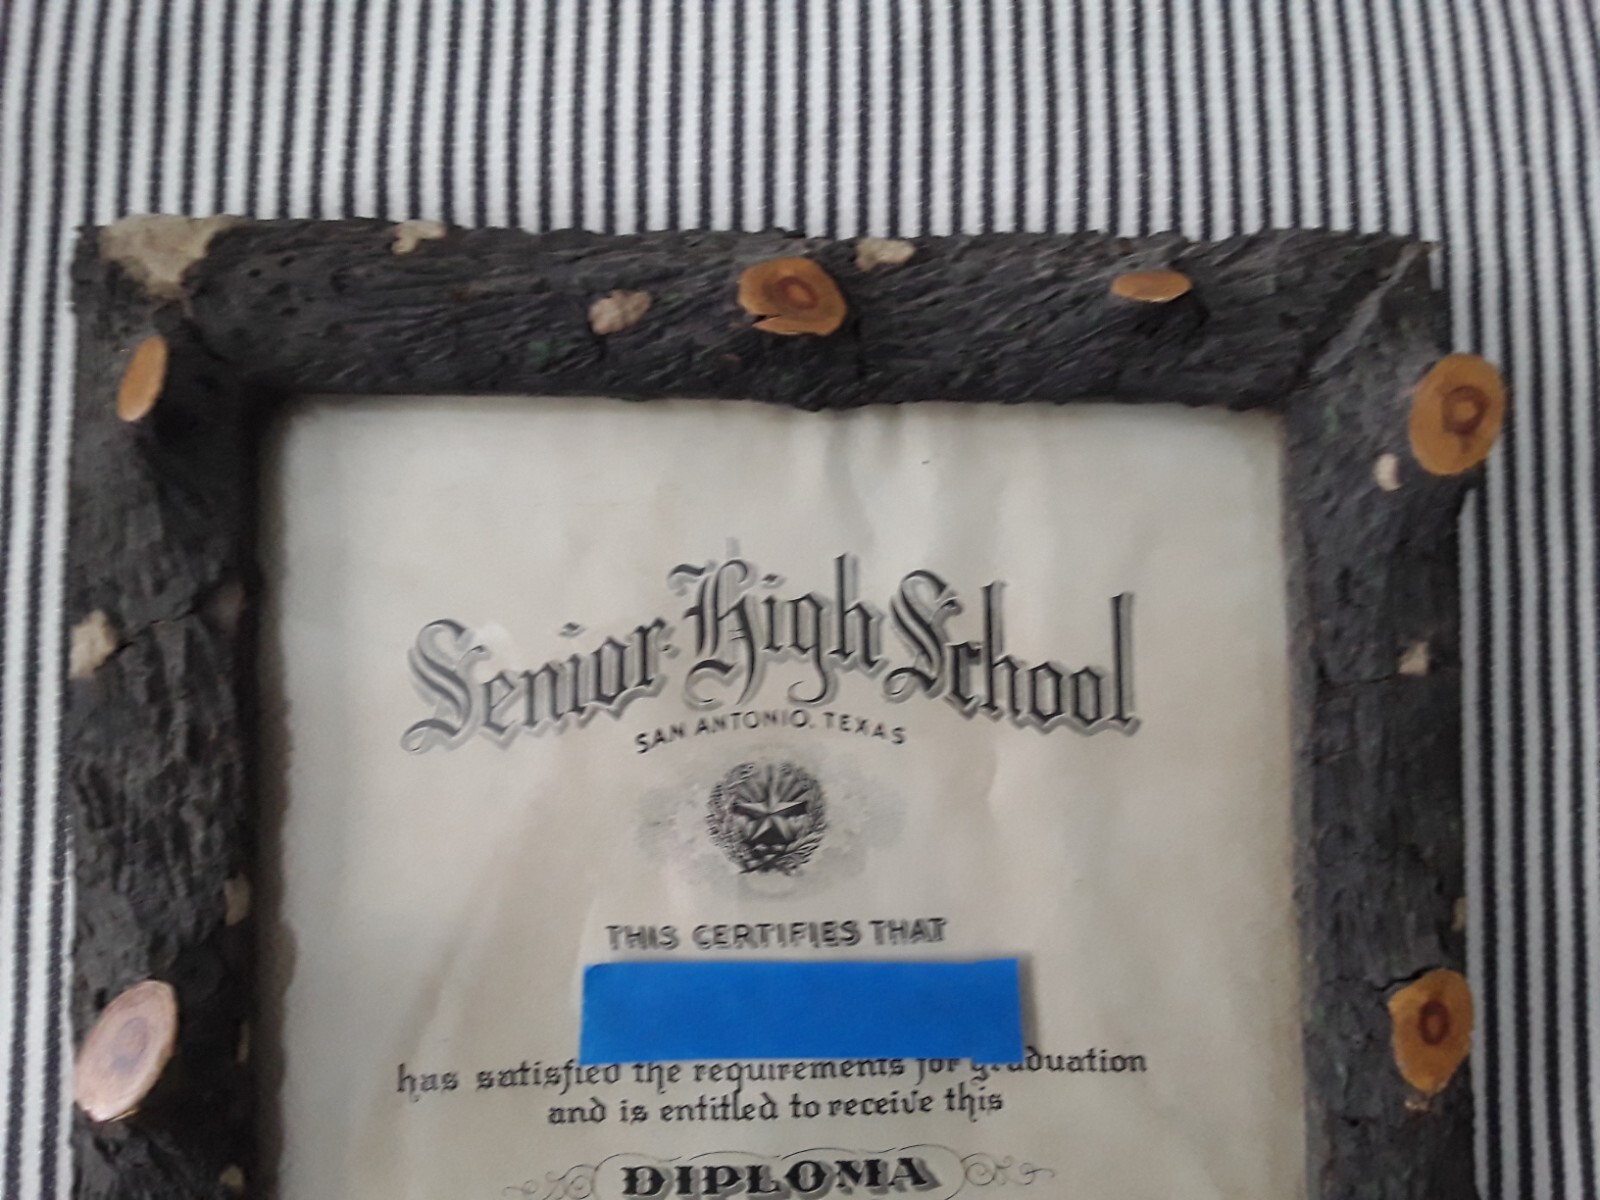 Senior High School
SAN ANTONIO, TEXAS
THIS CERTIFIES THAT
has satisfied the requirements for graduation
and is entitled to receive this
DIPLOMA